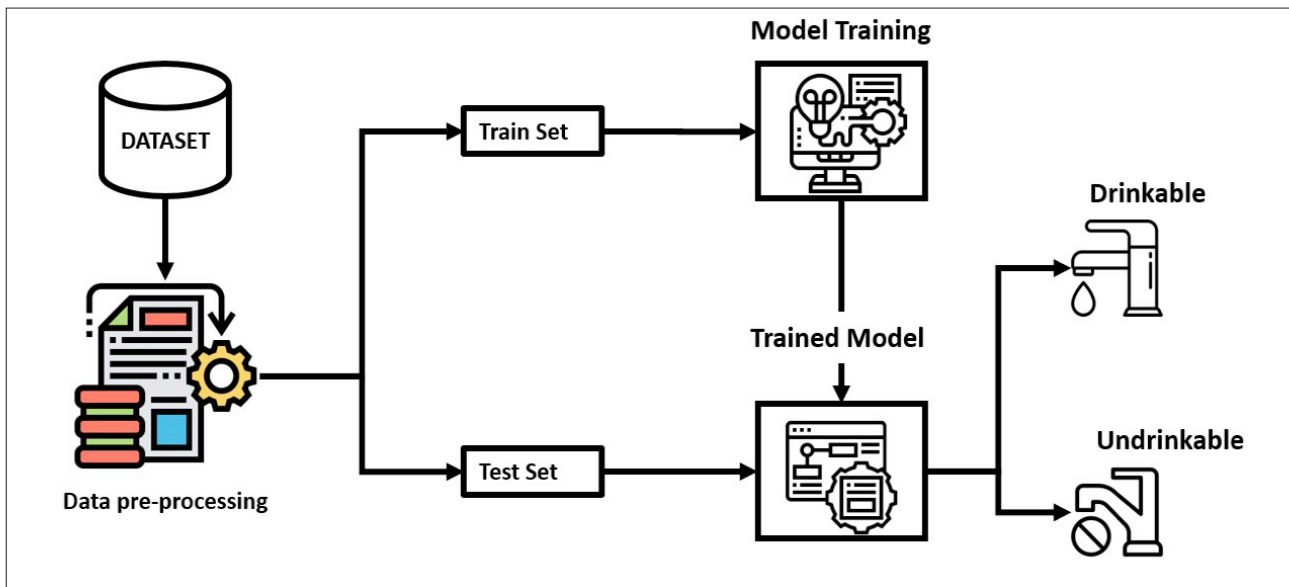 Model Training
DATASET
Train Set
Drinkable
Trained Model
Undrinkable
Test Set
Data pre-processing